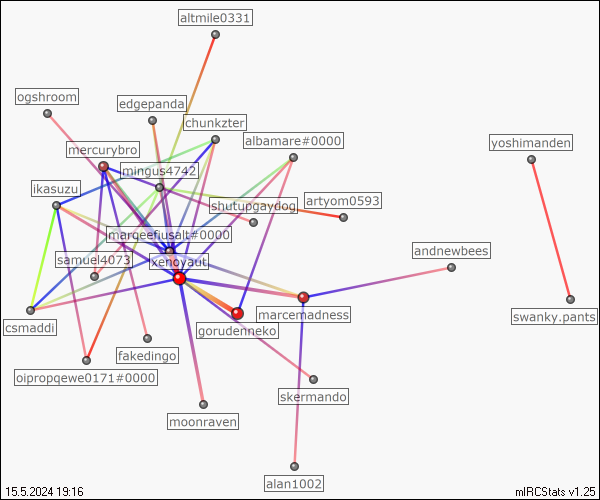 altmile0331
ogshroom
edgepanda
chunkzter
albamare#0000
yoshimanden
mercurybro
mingus4742
ikasuzu
shutupgaydog
artyom0593
marqeefiusalt#0000
andnewbees
samuel4073
xenoyaut
marcemadness
swanky.pants
csmaddi
gorudenneko
fakedingo
oipropqewe0171#0000
skermando
moonraven
alan1002
15.5.2024 19:16
mIRCStats v1.25